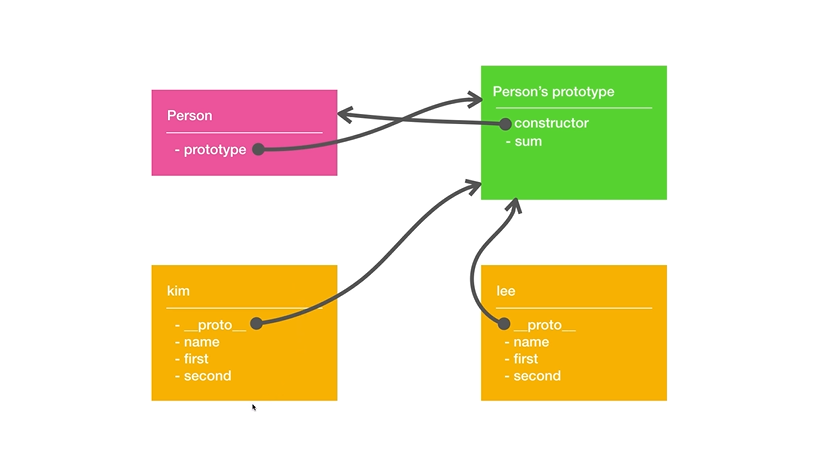 Person
- prototype
Person's prototype
constructor
- sum
kim
- __proto__
- name
- first
- second
lee
__proto__
- name
- first
- second